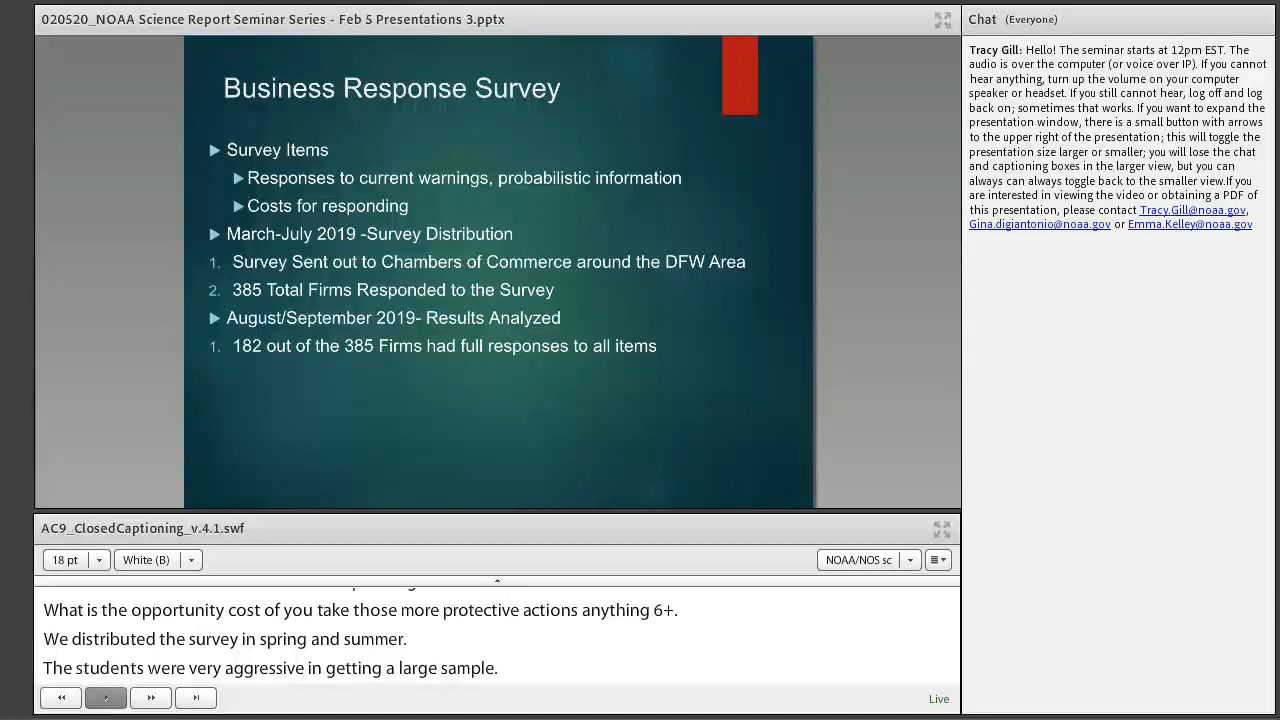 020520_NOAA Science Report Seminar Series - Feb 5 Presentations 3.pptx
Business Response Survey
Survey Items
Responses to current warnings, probabilistic information
Costs for responding
March-July 2019 -Survey Distribution
1. Survey Sent out to Chambers of Commerce around the DFW Area
2. 385 Total Firms Responded to the Survey
August/September 2019- Results Analyzed
1. 182 out of the 385 Firms had full responses to all items
AC9_ClosedCaptioning_v.4.1.swf
18 pt
White (B)
NOAA/NOS sc
What is the opportunity cost of you take those more protective actions anything 6+.
We distributed the survey in spring and summer.
The students were very aggressive in getting a large sample.
Live
Chat (Everyone)
Tracy Gill: Hello! The seminar starts at 12pm EST. The
audio is over the computer (or voice over IP). If you cannot
hear anything, turn up the volume on your computer
speaker or headset. If you still cannot hear, log off and log
back on; sometimes that works. If you want to expand the
presentation window, there is a small button with arrows
to the upper right of the presentation; this will toggle the
presentation size larger or smaller; you will lose the chat
and captioning boxes in the larger view, but you can
always can always toggle back to the smaller view.If you
are interested in viewing the video or obtaining a PDF of
this presentation, please contact Tracy.Gill@noaa.gov,
Gina.digiantonio@noaa.gov or Emma.Kelley@noaa.gov